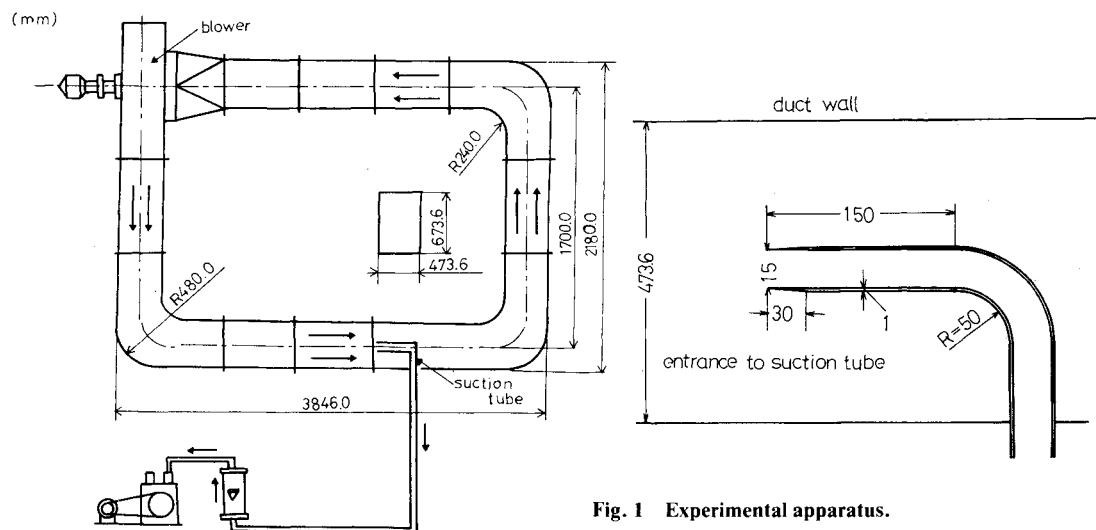 (mm)
blower
R240.0
673.6
473.6
1700.0
2180.0
R480.0
suction
tube
3846.0
duct wall
150
473.6
15
30
1
R=50
entrance to suction tube
Fig. 1 Experimental apparatus.